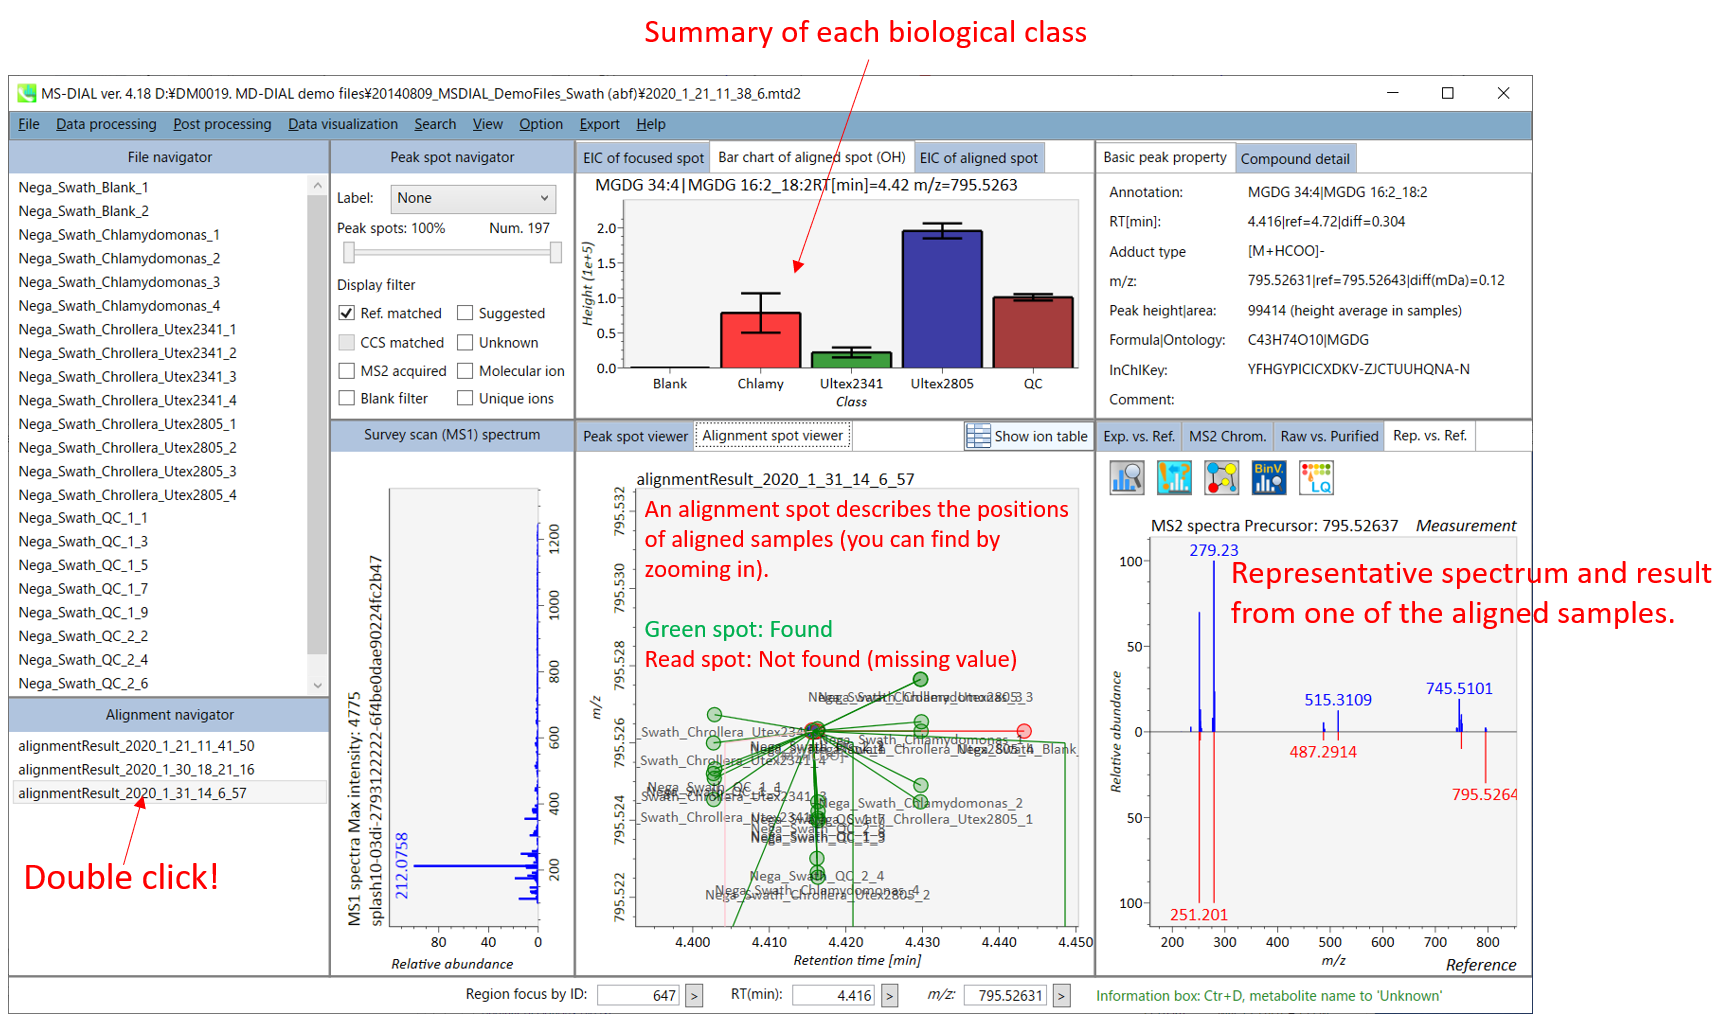 Summary of each biological class
MS-DIAL ver. 4.18 D:¥DM0019. MD-DIAL demo files¥20140809_MSDIAL_DemoFiles_Swath (abf)¥2020_1_21_11_38_6.mtd2
File Data processing Post processing Data visualization Search View Option Export Help
File navigator
Nega_Swath_Blank_1
Nega_Swath_Blank_2
Nega_Swath_Chlamydomonas_1
Nega_Swath_Chlamydomonas_2
Nega_Swath_Chlamydomonas_3
Nega_Swath_Chlamydomonas_4
Nega_Swath_Chrollera_Utex2341_1
Nega_Swath_Chrollera_Utex2341_2
Nega_Swath_Chrollera_Utex2341_3
Nega_Swath_Chrollera_Utex2341_4
Nega_Swath_Chrollera_Utex2805_1
Nega_Swath_Chrollera_Utex2805_2
Nega_Swath_Chrollera_Utex2805_3
Nega_Swath_Chrollera_Utex2805_4
Nega_Swath_QC_1_1
Nega_Swath_QC_1_3
Nega_Swath_QC_1_5
Nega_Swath_QC_1_7
Nega_Swath_QC_1_9
Nega_Swath_QC_2_2
Nega_Swath_QC_2_4
Nega_Swath_QC_2_6
Alignment navigator
alignmentResult_2020_1_21_11_41_50
alignmentResult_2020_1_30_18_21_16
alignmentResult_2020_1_31_14_6_57
Double click!
Peak spot navigator
Label: None
Peak spots: 100% Num. 197
Display filter
Ref. matched Suggested
CCS matched Unknown
MS2 acquired Molecular ion
Blank filter Unique ions
Survey scan (MS1) spectrum
MS1 spectra Max intensity: 4775
splash10-03di-2793122222-6f4be0dae90224fc2b47
212.0758
1200
1000
800
600
400
200
80 40 0
Relative abundance
EIC of focused spot Bar chart of aligned spot (OH) EIC of aligned spot
MGDG 34:4|MGDG 16:2_18:2RT[min]=4.42 m/z=795.5263
Height (1e+5)
2.0
1.5
1.0
0.5
0.0
Blank Chlamy Ultex2341 Ultex2805 QC
Class
Peak spot viewer Alignment spot viewer Show ion table
alignmentResult_2020_1_31_14_6_57
An alignment spot describes the positions
of aligned samples (you can find by
zooming in).
Green spot: Found
Read spot: Not found (missing value)
m/z
795.532
795.530
795.528
795.526
795.524
795.522
Nega_Swath_Chlamydomonas_2
Nega_Swath_QC_2_4
Nega_Swath_Chlamydomonas_4
Nega_Swath_Chrollera_Utex2805_2
4.400 4.410 4.420 4.430 4.440 4.450
Retention time [min]
Basic peak property Compound detail
Annotation: MGDG 34:4|MGDG 16:2_18:2
RT[min]: 4.416|ref=4.72|diff=0.304
Adduct type [M+HCOO]-
m/z: 795.52631|ref=795.52643|diff(mDa)=0.12
Peak height|area: 99414 (height average in samples)
Formula|Ontology: C43H74O10|MGDG
InChIKey: YFHGYPICICXDKV-ZJCTUUHQNA-N
Comment:
Exp. vs. Ref. MS2 Chrom. Raw vs. Purified Rep. vs. Ref.
BinV.
LQ
MS2 spectra Precursor: 795.52637 Measurement
Representative spectrum and result
from one of the aligned samples.
Relative abundance
100
50
0
50
100
279.23
515.3109
745.5101
487.2914
795.5264
251.201
200 300 400 500 600 700 800
m/z
Reference
Region focus by ID: 647 > RT(min): 4.416 > m/z: 795.52631 > Information box: Ctr+D, metabolite name to 'Unknown'